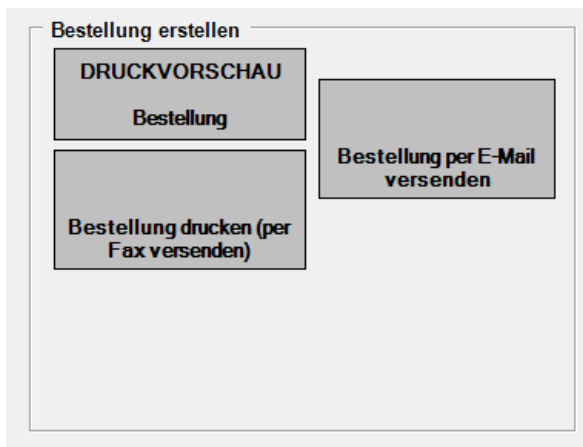 Bestellung erstellen
DRUCKVORSCHAU
Bestellung
Bestellung per E-Mail
versenden
Bestellung drucken (per
Fax versenden)